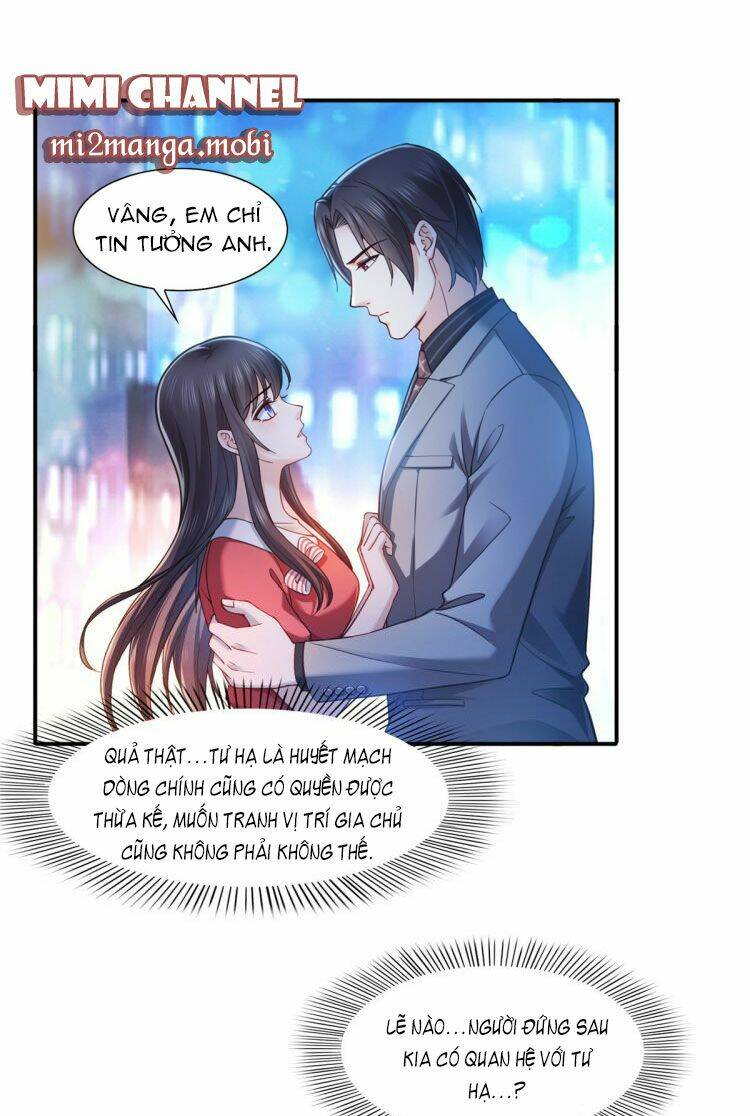 MIMI CHANNEL
mi2manga.mobi
VÂNG, EM CHỈ
TIN TƯỞNG ANH.
QUẢ THẬT...TƯ HẠ LÀ HUYẾT MẠCH
DÒNG CHÍNH CŨNG CÓ QUYỀN ĐƯỢC
THỪA KẾ, MUỐN TRANH VỊ TRÍ GIA CHỦ
CŨNG KHÔNG PHẢI KHÔNG THỂ.
LẼ NÀO...NGƯỜI ĐỨNG SAU
KIA CÓ QUAN HỆ VỚI TƯ
HẠ...?